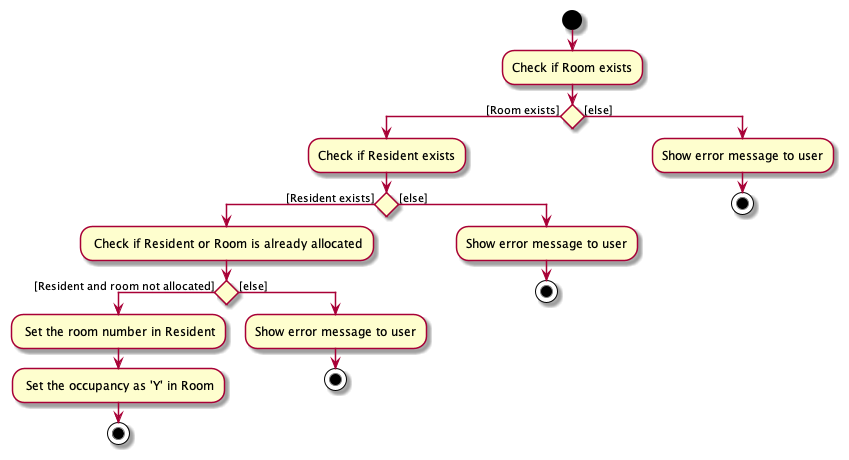 Check if Room exists
[Room exists]
[else]
Check if Resident exists
Show error message to user
[Resident exists]
[else]
Check if Resident or Room is already allocated
Show error message to user
[Resident and room not allocated]
[else]
Set the room number in Resident
Show error message to user
Set the occupancy as 'Y' in Room